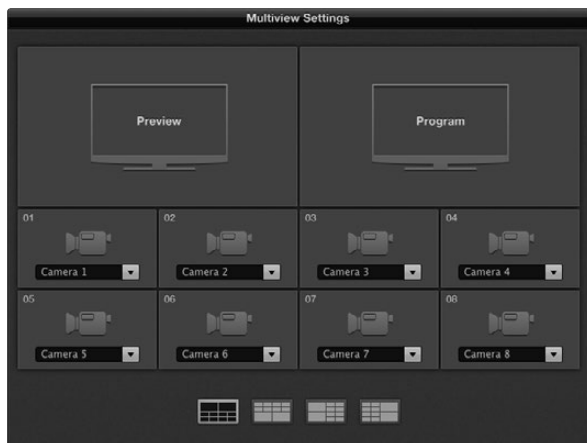 Multiview Settings
Preview
Program
01
02
03
04
Camera 1
Camera 2
Camera 3
Camera 4
05
06
07
08
Camera 5
Camera 6
Camera 7
Camera 8